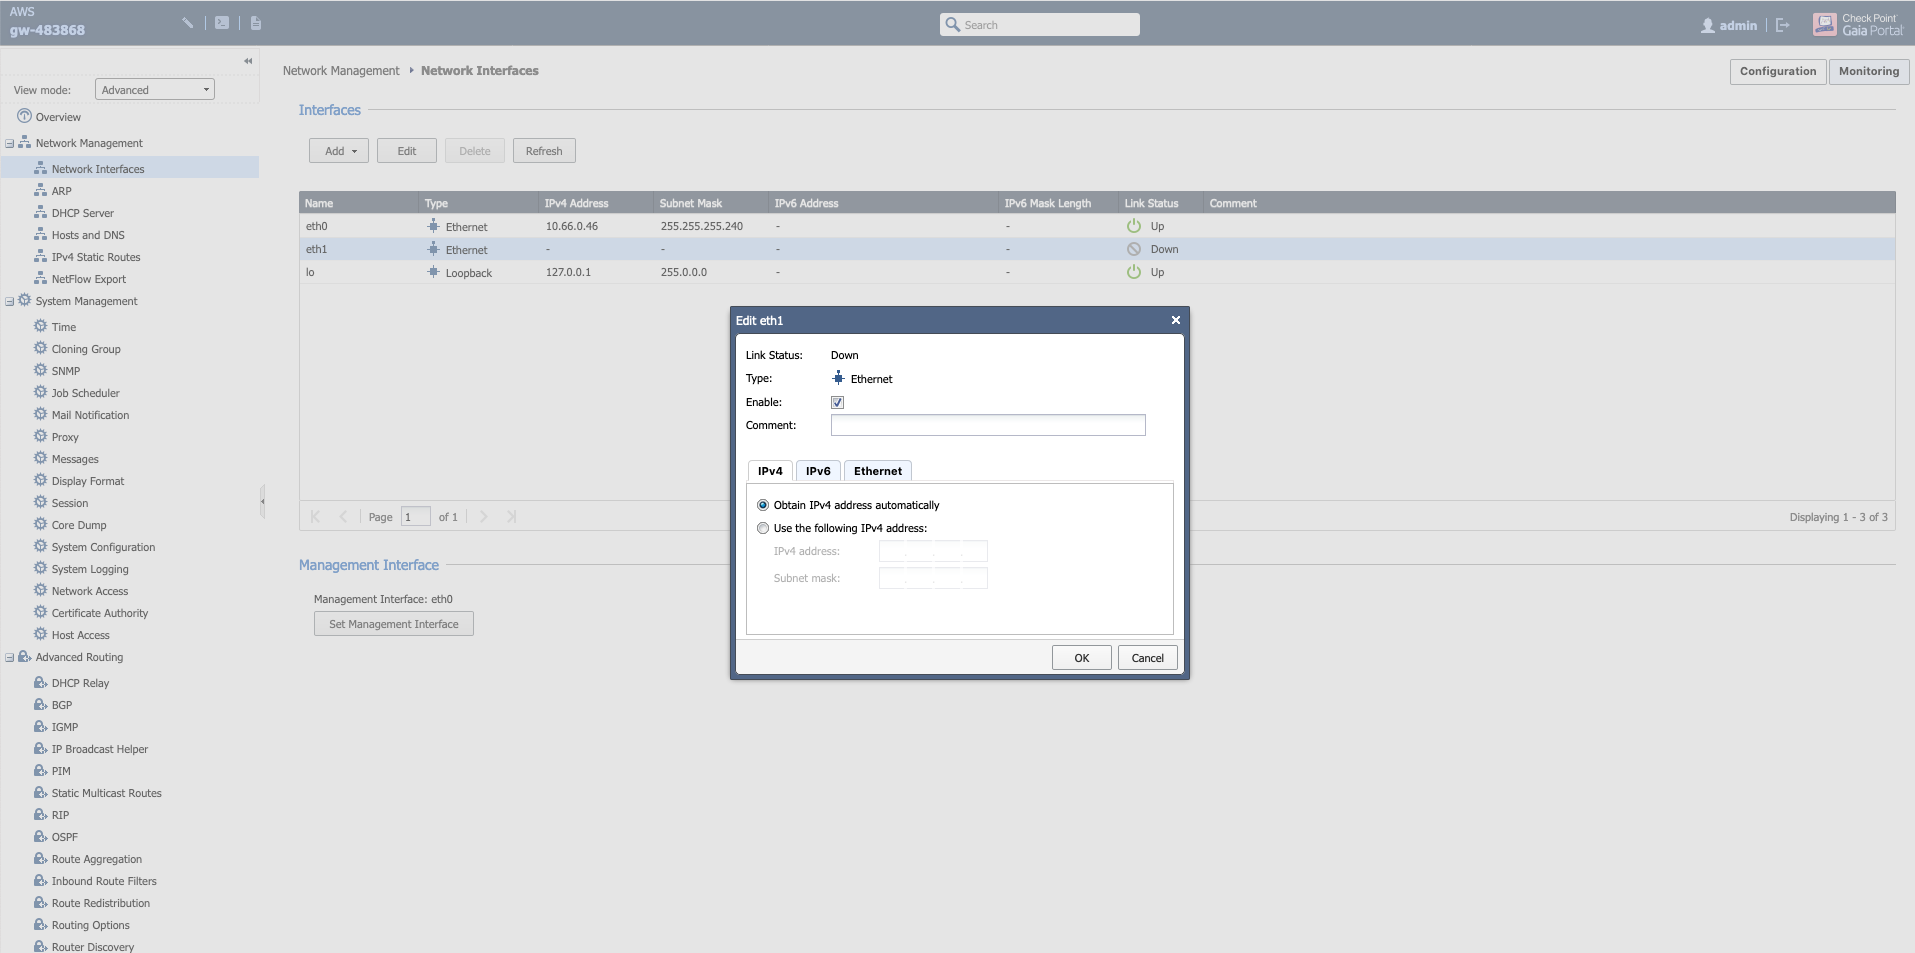 AWS
gw-483868
Search
admin
Check Point
Gaia Portal
View mode: Advanced
Overview
Network Management
Network Interfaces
ARP
DHCP Server
Hosts and DNS
IPv4 Static Routes
NetFlow Export
System Management
Time
Cloning Group
SNMP
Job Scheduler
Mail Notification
Proxy
Messages
Display Format
Session
Core Dump
System Configuration
System Logging
Network Access
Certificate Authority
Host Access
Advanced Routing
DHCP Relay
BGP
IGMP
IP Broadcast Helper
PIM
Static Multicast Routes
RIP
OSPF
Route Aggregation
Inbound Route Filters
Route Redistribution
Routing Options
Router Discovery
Network Management Network Interfaces
Configuration Monitoring
Interfaces
Add Edit Delete Refresh
Name Type IPv4 Address Subnet Mask IPv6 Address IPv6 Mask Length Link Status Comment
eth0 Ethernet 10.66.0.46 255.255.255.240 - - Up
eth1 Ethernet - - - - Down
lo Loopback 127.0.0.1 255.0.0.0 - - Up
Page 1 of 1 Displaying 1 - 3 of 3
Management Interface
Management Interface: eth0
Set Management Interface
Edit eth1
Link Status: Down
Type: Ethernet
Enable:
Comment:
IPv4 IPv6 Ethernet
Obtain IPv4 address automatically
Use the following IPv4 address:
IPv4 address: . . .
Subnet mask: . . .
OK Cancel